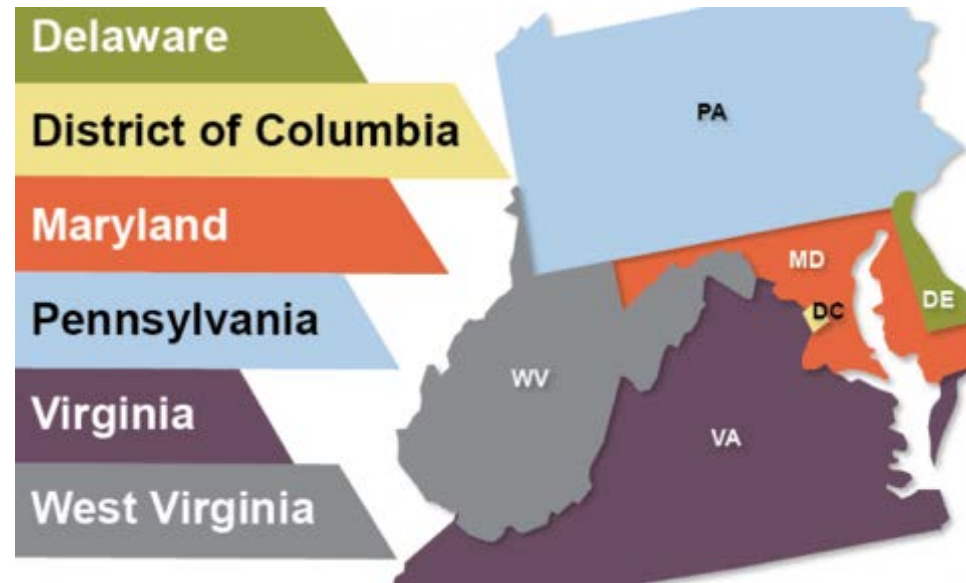 Delaware
District of Columbia
Maryland
Pennsylvania
Virginia
West Virginia
PA
MD
DC
DE
WV
VA